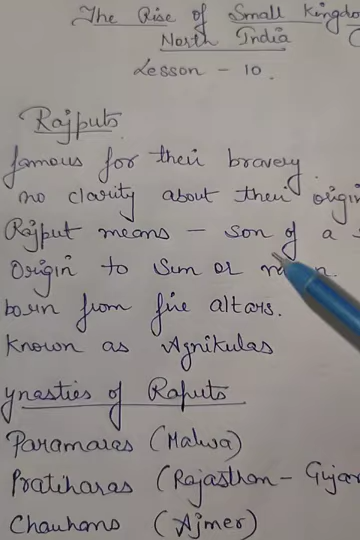 The Rise of Small Kingdo
North India (
Lesson - 10.
Rajputs
famous for their bravery.
no clarity about their origin
Rajput means - son of a
Origin to Sun or
born from fire altars.
Known as Agnikulas
ynasties of Raputs
Paramaras (Malwa)
Pratiharas (Rajasthan - Gujar
Chauhans (Ajmer)